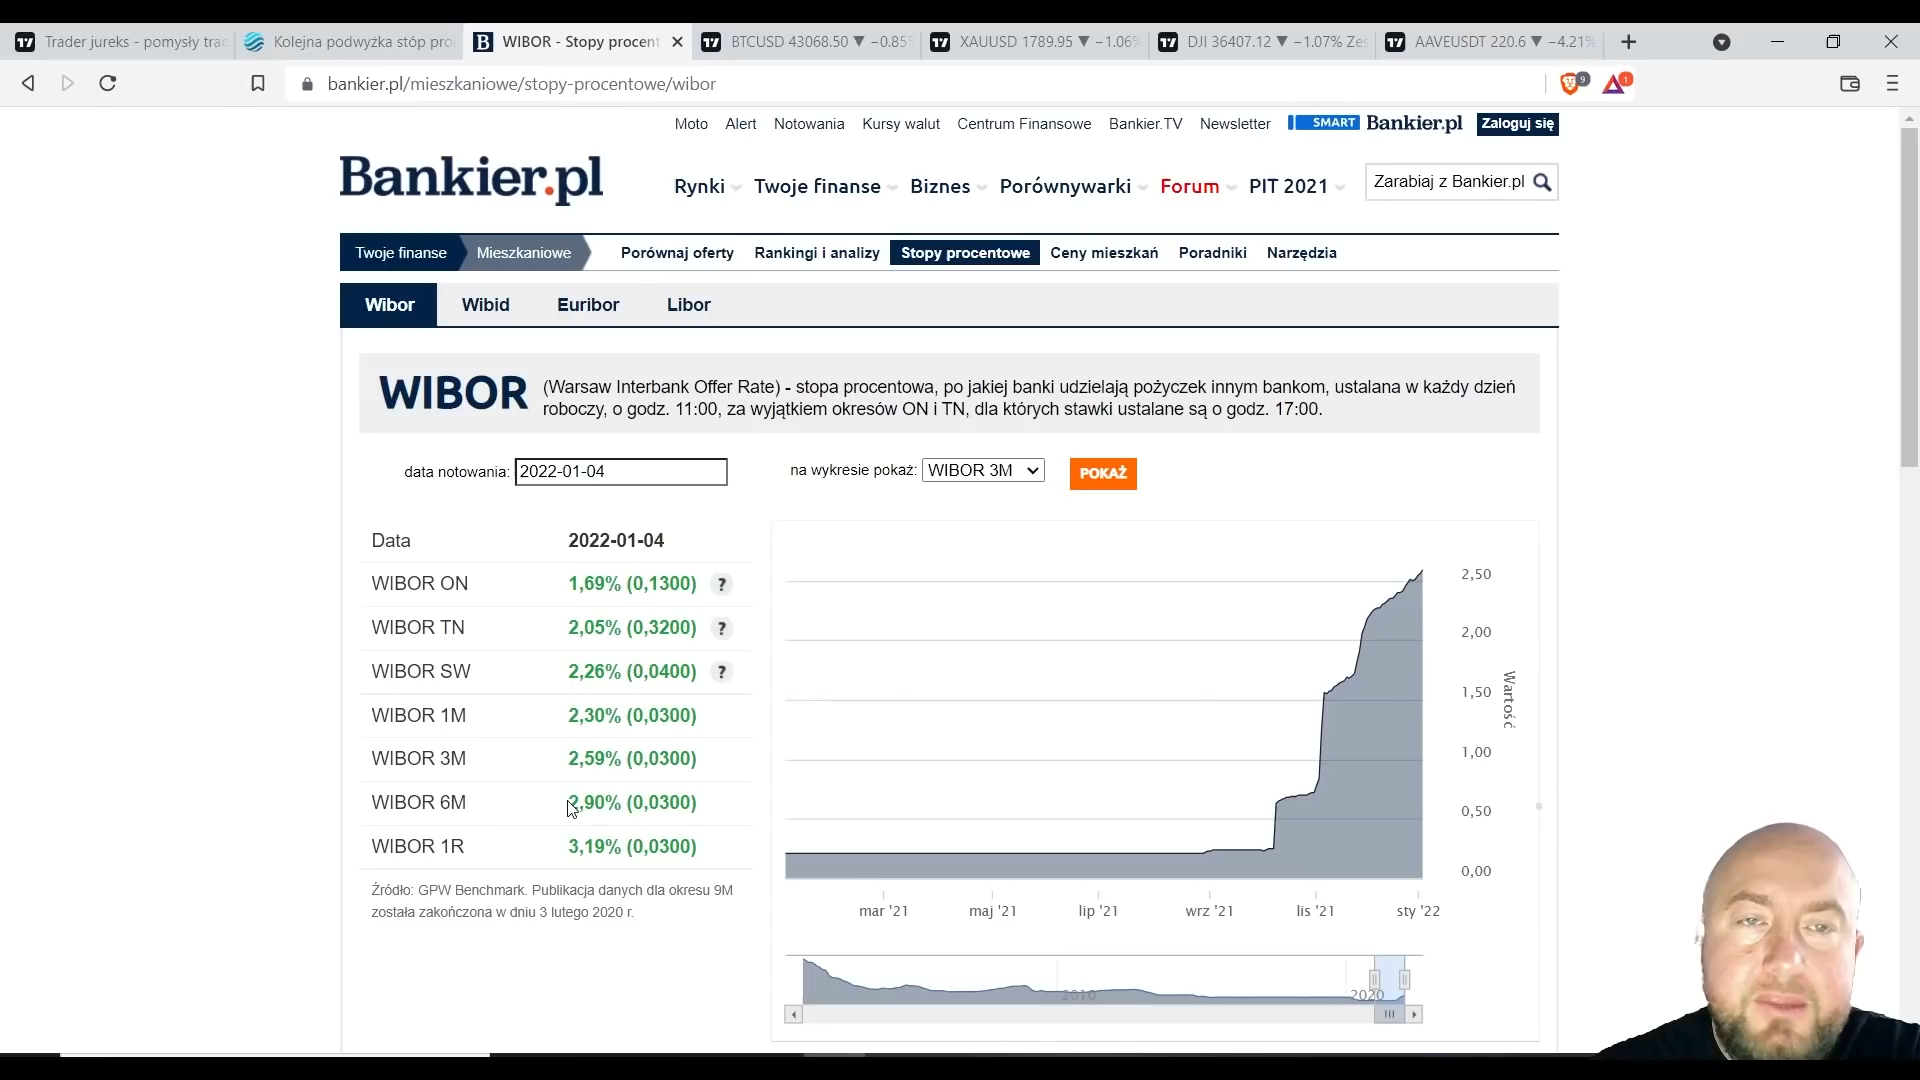 Trader jureks - pomysły trad
Kolejna podwyżka stóp pro
WIBOR - Stopy procent
BTCUSD 43068.50 ▼ −0.85%
XAUUSD 1789.95 ▼ −1.06%
DJI 36407.12 ▼ −1.07% Zes
AAVEUSDT 220.6 ▼ −4.21%
bankier.pl/mieszkaniowe/stopy-procentowe/wibor
9
1
Moto Alert Notowania Kursy walut Centrum Finansowe Bankier.TV Newsletter SMART Bankier.pl Zaloguj się
Bankier.pl
Rynki Twoje finanse Biznes Porównywarki Forum PIT 2021
Zarabiaj z Bankier.pl
Twoje finanse Mieszkaniowe Porównaj oferty Rankingi i analizy Stopy procentowe Ceny mieszkań Poradniki Narzędzia
Wibor Wibid Euribor Libor
WIBOR
(Warsaw Interbank Offer Rate) - stopa procentowa, po jakiej banki udzielają pożyczek innym bankom, ustalana w każdy dzień
roboczy, o godz. 11:00, za wyjątkiem okresów ON i TN, dla których stawki ustalane są o godz. 17:00.
data notowania: 2022-01-04
na wykresie pokaż: WIBOR 3M POKAŻ
Data 2022-01-04
WIBOR ON 1,69% (0,1300) ?
WIBOR TN 2,05% (0,3200) ?
WIBOR SW 2,26% (0,0400) ?
WIBOR 1M 2,30% (0,0300)
WIBOR 3M 2,59% (0,0300)
WIBOR 6M 2,90% (0,0300)
WIBOR 1R 3,19% (0,0300)
Źródło: GPW Benchmark. Publikacja danych dla okresu 9M
została zakończona w dniu 3 lutego 2020 r.
2,50
2,00
1,50
1,00
0,50
0,00
Wartość
mar '21 maj '21 lip '21 wrz '21 lis '21 sty '22
2010 2020